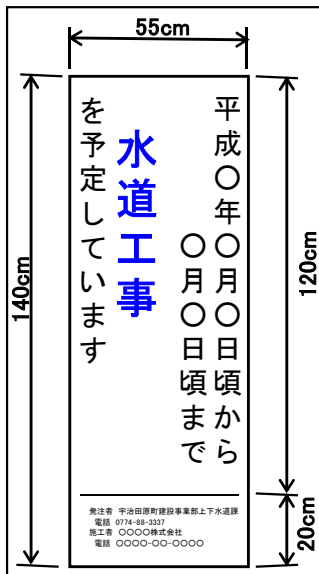 55cm
140cm
120cm
20cm
平成〇年〇月〇日頃から
〇月〇日頃まで
水道工事
を予定しています
発注者 宇治田原町建設事業部上下水道課
電話 0774-88-3337
施工者 〇〇〇〇株式会社
電話 〇〇〇〇-〇〇-〇〇〇〇